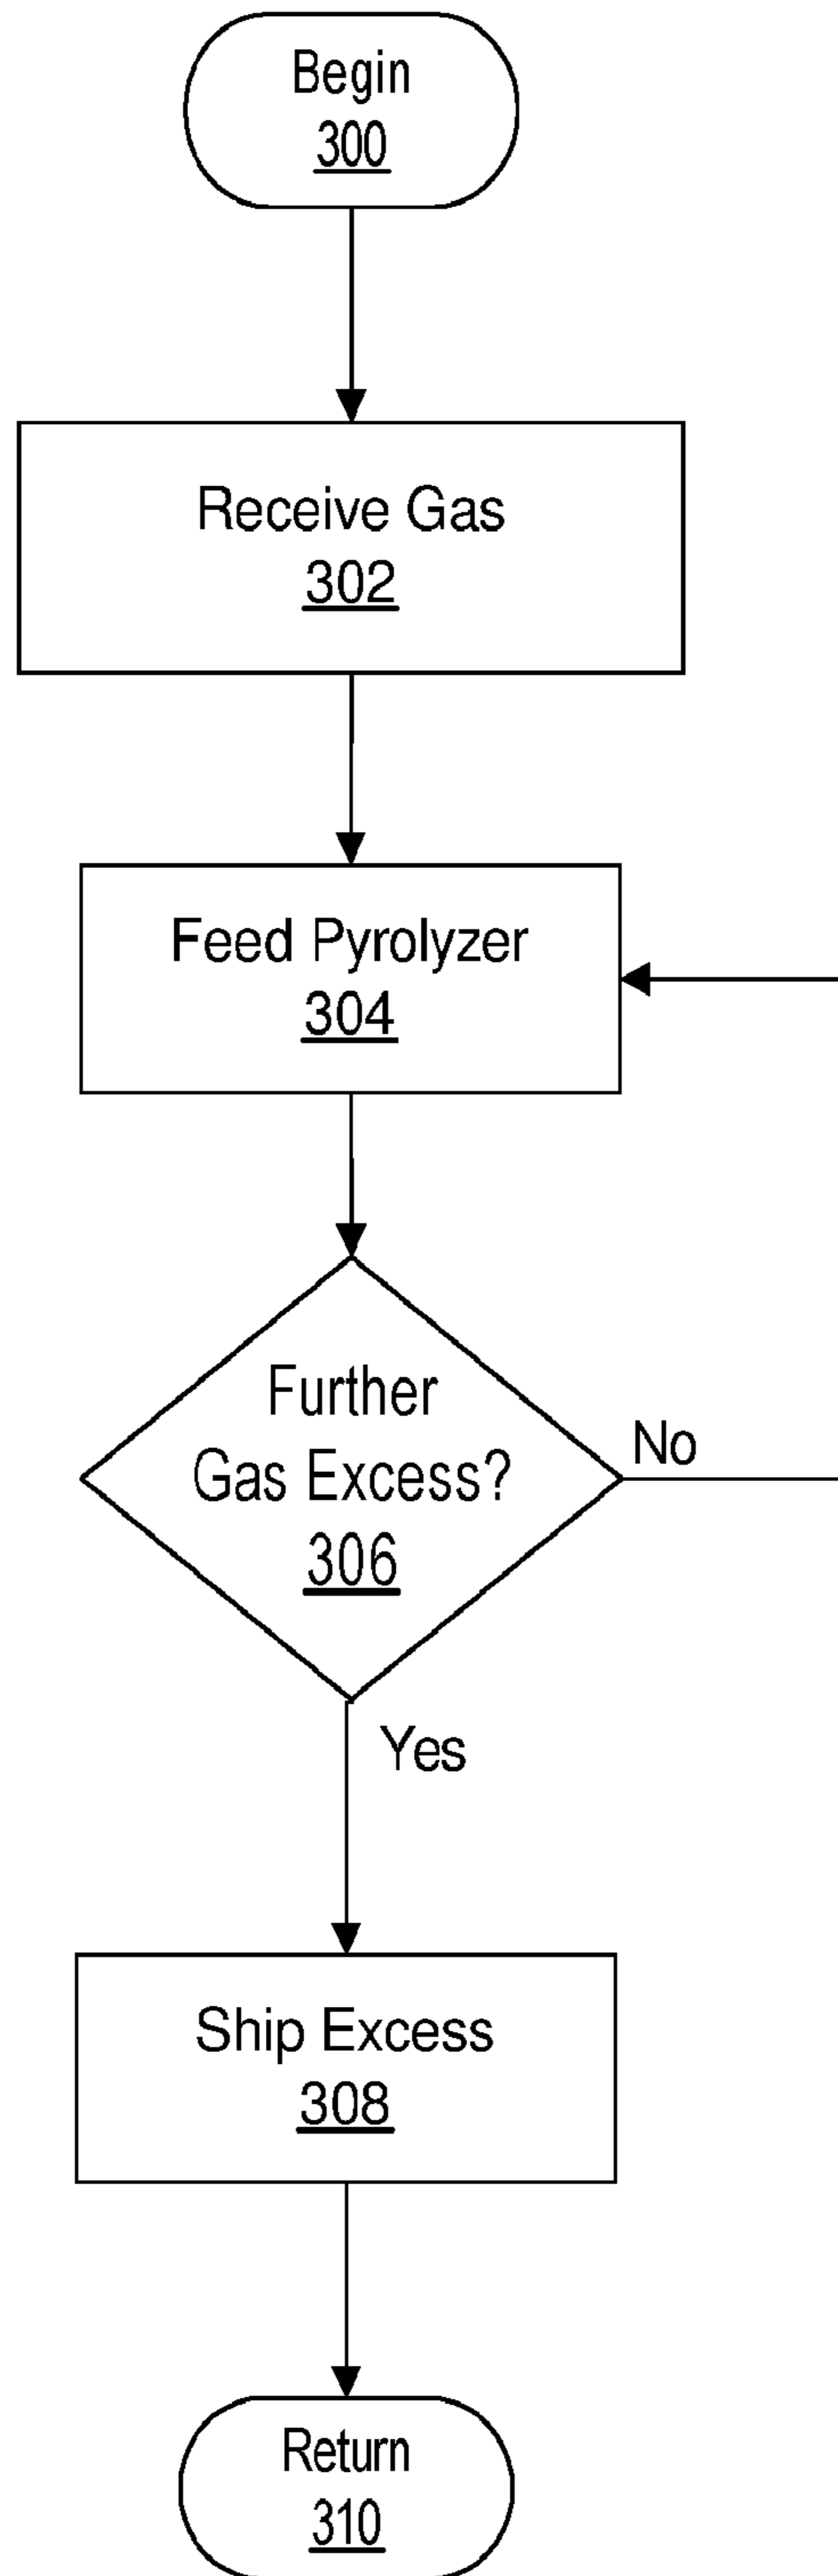 Begin
300
Receive Gas
302
Feed Pyrolyzer
304
Further
Gas Excess?
306
No
Yes
Ship Excess
308
Return
310